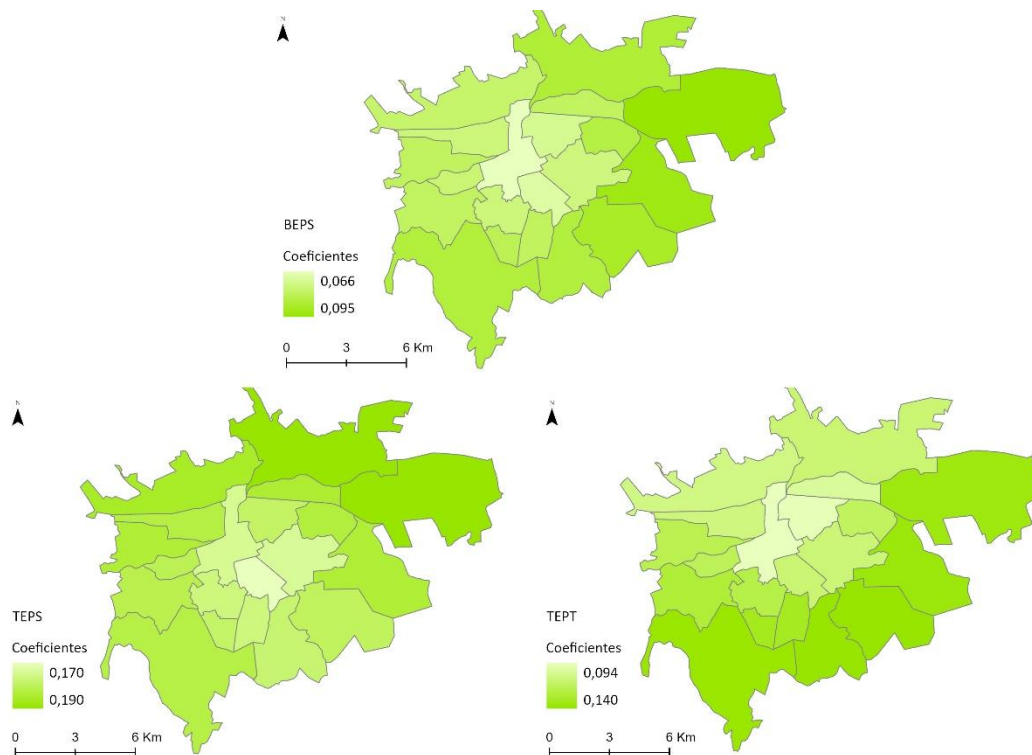 N
BEPS
Coeficientes
0,066
0,095
0 3 6 Km
N
TEPS
Coeficientes
0,170
0,190
0 3 6 Km
N
TEPT
Coeficientes
0,094
0,140
0 3 6 Km